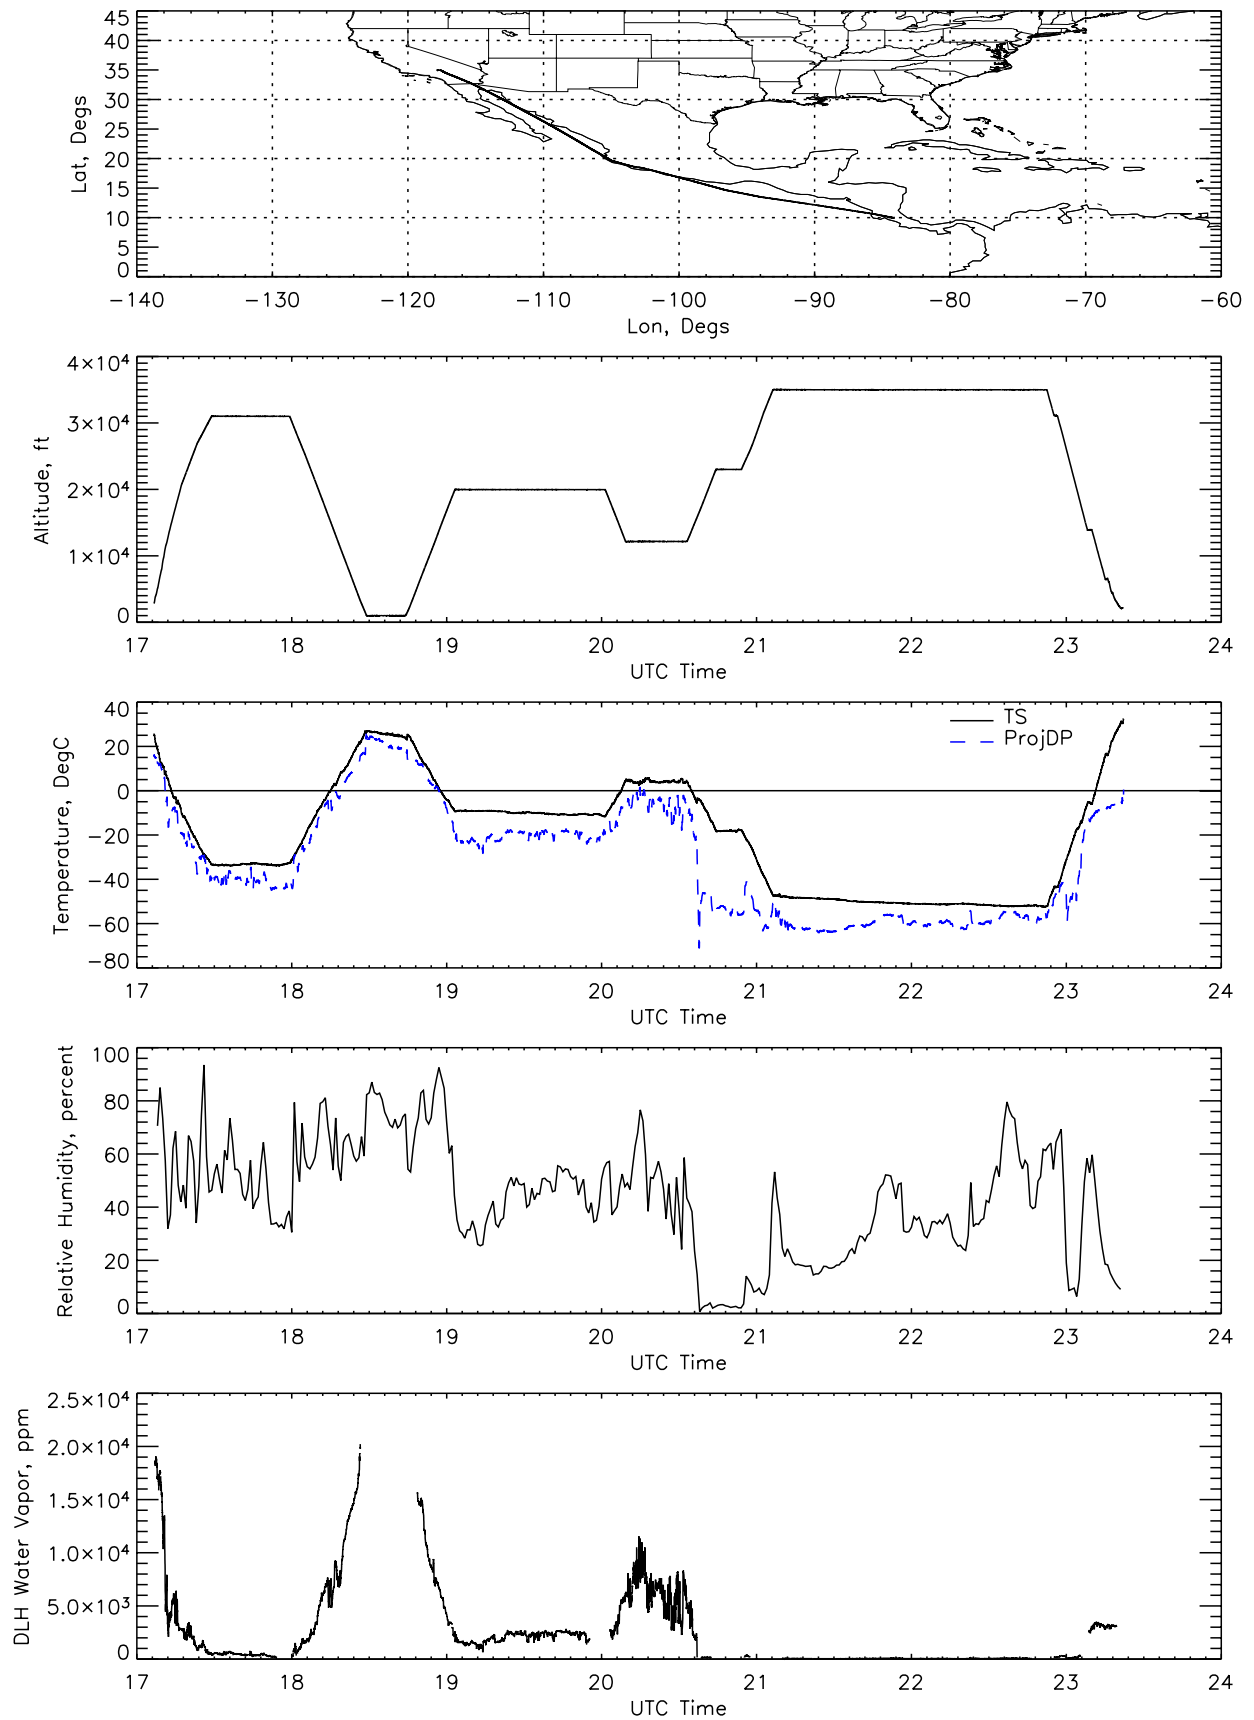 45
40
35
30
25
20
15
10
5
0
Lat, Degs
−140 −130 −120 −110 −100 −90 −80 −70 −60
Lon, Degs
4×10⁴
3×10⁴
2×10⁴
1×10⁴
0
Altitude, ft
17 18 19 20 21 22 23 24
UTC Time
40
20
0
−20
−40
−60
−80
Temperature, DegC
TS
ProjDP
17 18 19 20 21 22 23 24
UTC Time
100
80
60
40
20
0
Relative Humidity, percent
17 18 19 20 21 22 23 24
UTC Time
2.5×10⁴
2.0×10⁴
1.5×10⁴
1.0×10⁴
5.0×10³
0
DLH Water Vapor, ppm
17 18 19 20 21 22 23 24
UTC Time